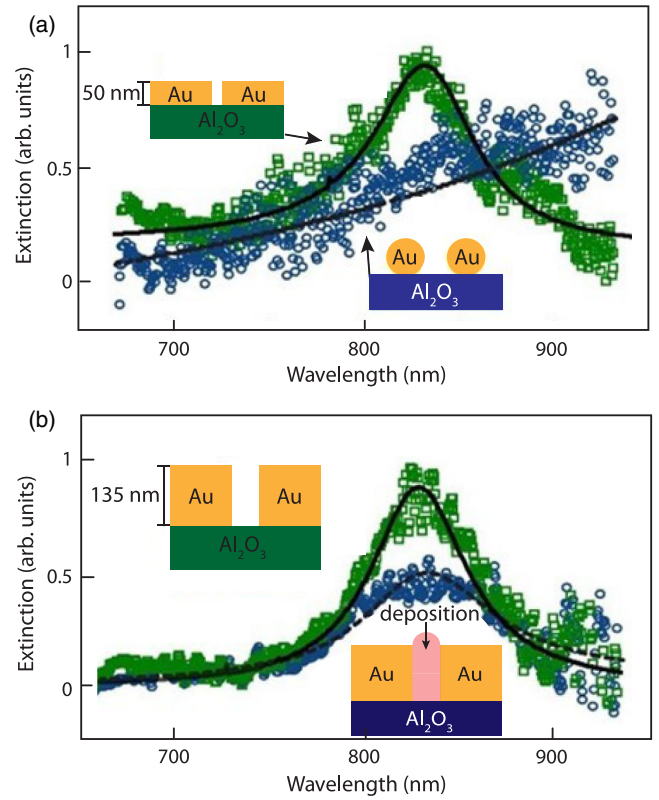 (a)
1
50 nm
Au Au
Al₂O₃
0.5
Au Au
Al₂O₃
0
Extinction (arb. units)
700 800 900
Wavelength (nm)
(b)
1
135 nm
Au Au
Al₂O₃
0.5
deposition
Au Au
Al₂O₃
0
Extinction (arb. units)
700 800 900
Wavelength (nm)